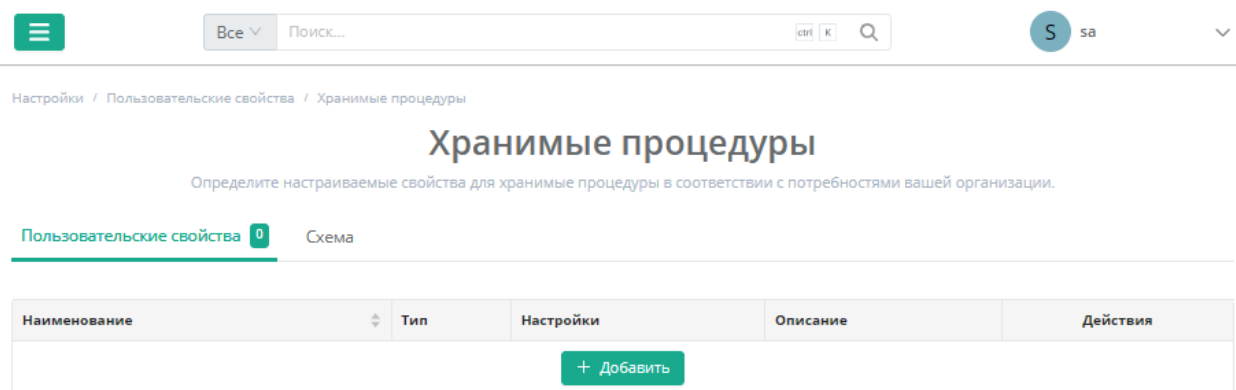 Все Поиск... ctrl K S sa
Настройки / Пользовательские свойства / Хранимые процедуры
Хранимые процедуры
Определите настраиваемые свойства для хранимые процедуры в соответствии с потребностями вашей организации.
Пользовательские свойства 0 Схема
Наименование Тип Настройки Описание Действия
+ Добавить